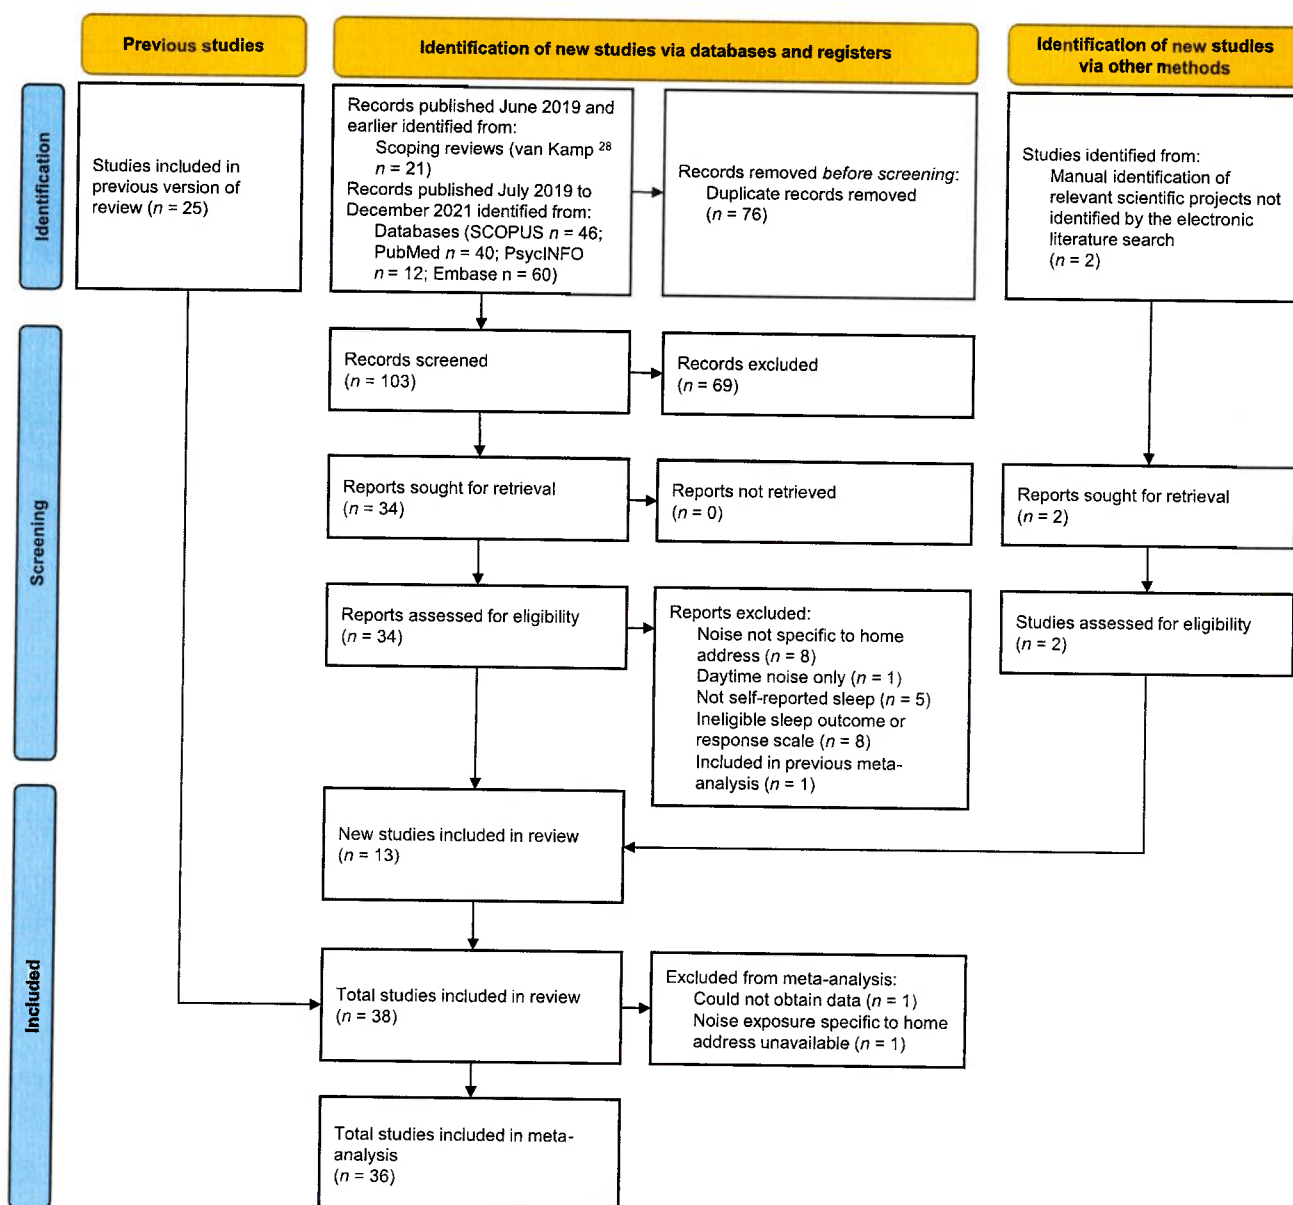 Previous studies
Identification of new studies via databases and registers
Identification of new studies
via other methods
Identification
Studies included in
previous version of
review (n = 25)
Records published June 2019 and
earlier identified from:
Scoping reviews (van Kamp 28
n = 21)
Records published July 2019 to
December 2021 identified from:
Databases (SCOPUS n = 46;
PubMed n = 40; PsycINFO
n = 12; Embase n = 60)
Records removed before screening:
Duplicate records removed
(n = 76)
Studies identified from:
Manual identification of
relevant scientific projects not
identified by the electronic
literature search
(n = 2)
Screening
Records screened
(n = 103)
Records excluded
(n = 69)
Reports sought for retrieval
(n = 34)
Reports not retrieved
(n = 0)
Reports sought for retrieval
(n = 2)
Reports assessed for eligibility
(n = 34)
Reports excluded:
Noise not specific to home
address (n = 8)
Daytime noise only (n = 1)
Not self-reported sleep (n = 5)
Ineligible sleep outcome or
response scale (n = 8)
Included in previous meta-
analysis (n = 1)
Studies assessed for eligibility
(n = 2)
Included
New studies included in review
(n = 13)
Total studies included in review
(n = 38)
Excluded from meta-analysis:
Could not obtain data (n = 1)
Noise exposure specific to home
address unavailable (n = 1)
Total studies included in meta-
analysis
(n = 36)